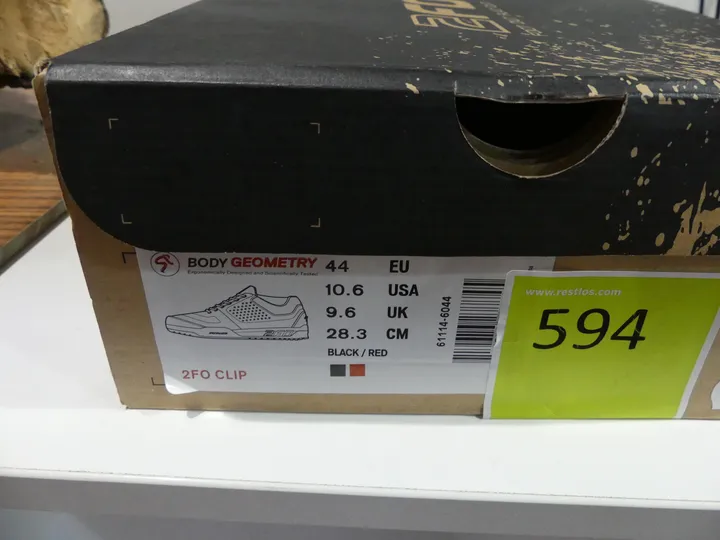 2FO
BODY GEOMETRY
Ergonomically Designed and Scientifically Tested
44 EU
10.6 USA
9.6 UK
28.3 CM
BLACK / RED
2FO CLIP
61114-6044
www.restlos.com
594